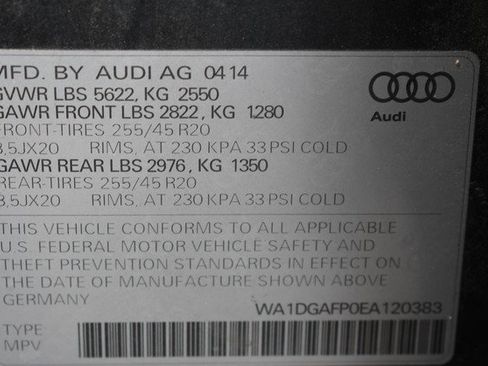 MFD. BY AUDI AG 0414
GVWR LBS 5622, KG 2550
GAWR FRONT LBS 2822, KG 1280
FRONT-TIRES 255/45 R20
8,5JX20 RIMS, AT 230 KPA 33 PSI COLD
GAWR REAR LBS 2976, KG 1350
REAR-TIRES 255/45 R20
8,5JX20 RIMS, AT 230 KPA 33 PSI COLD
Audi
THIS VEHICLE CONFORMS TO ALL APPLICABLE
U.S. FEDERAL MOTOR VEHICLE SAFETY AND
THEFT PREVENTION STANDARDS IN EFFECT ON
THE DATE OF MANUFACTURE SHOWN ABOVE
GERMANY WA1DGAFP0EA120383
TYPE
MPV